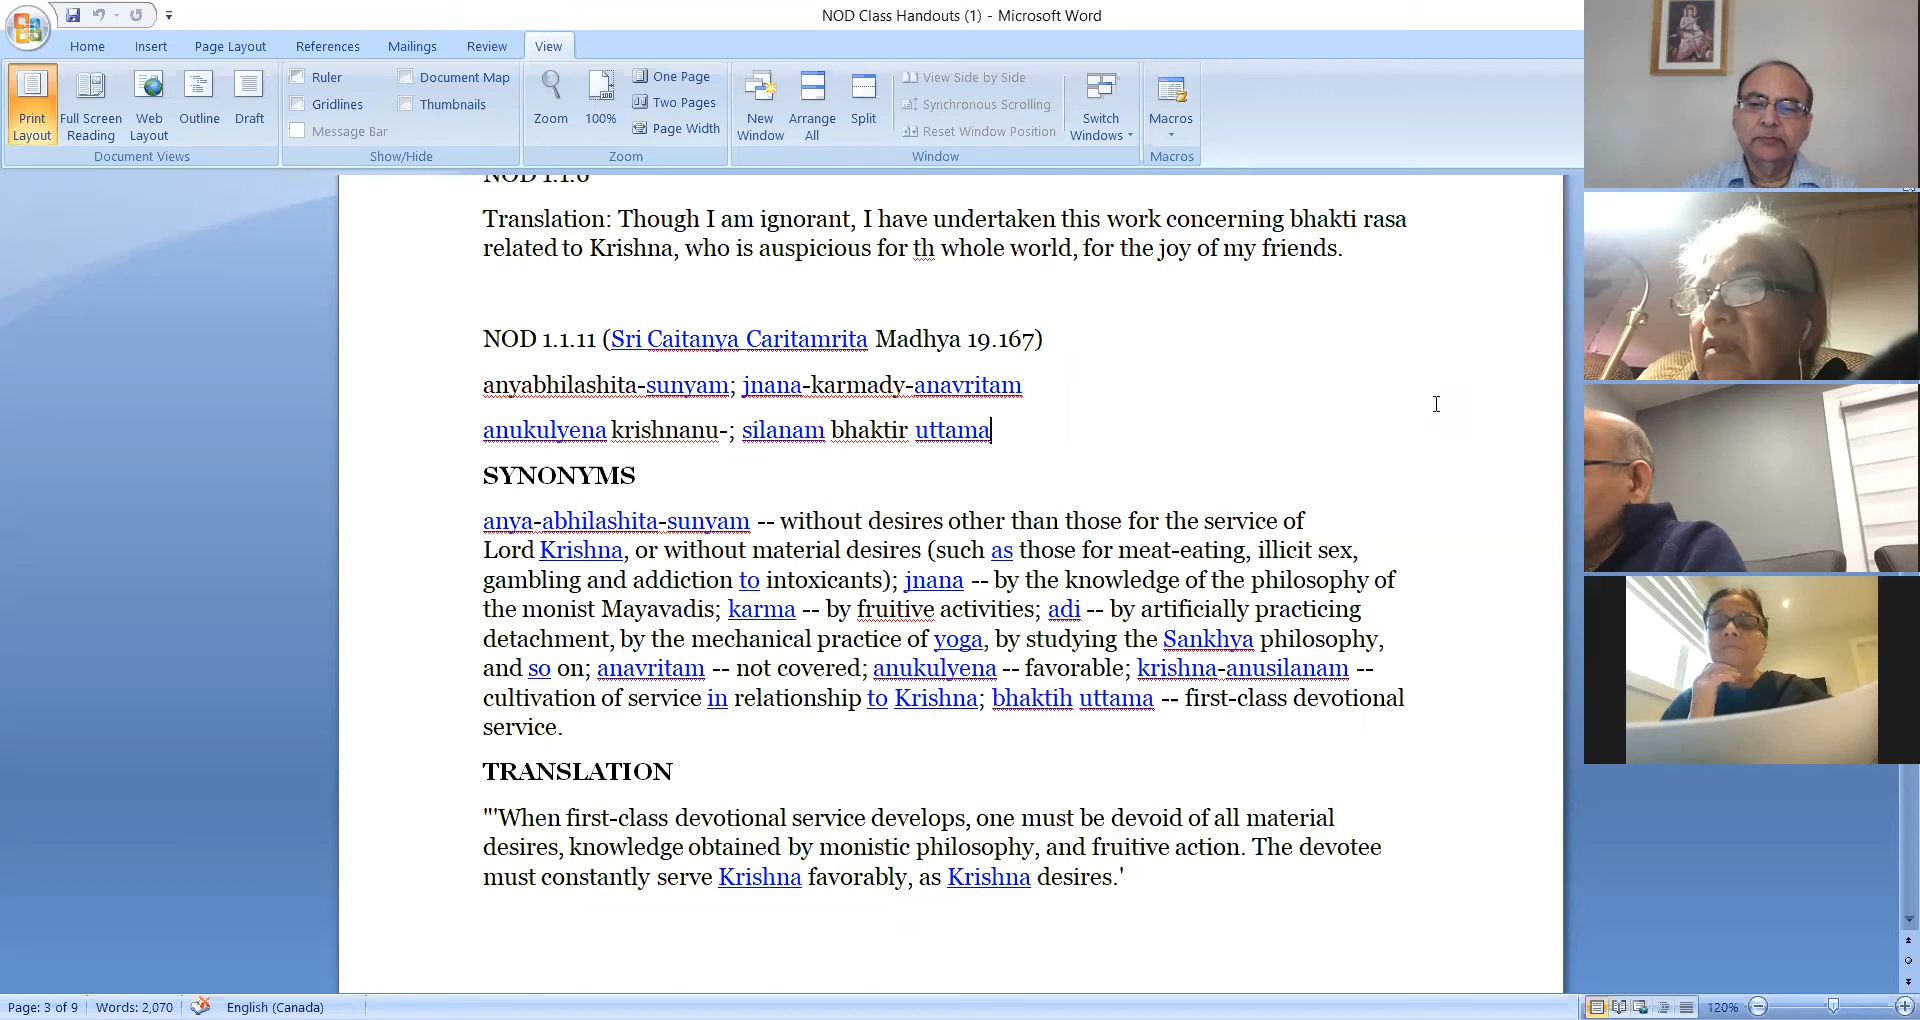 NOD Class Handouts (1) - Microsoft Word
Home Insert Page Layout References Mailings Review View
Ruler Document Map One Page View Side by Side
Gridlines Thumbnails Two Pages Synchronous Scrolling
Message Bar Page Width Reset Window Position
Print Layout Full Screen Reading Web Layout Outline Draft Zoom 100% New Window Arrange All Split Switch Windows Macros
Document Views Show/Hide Zoom Window Macros
NOD 1.1.6
Translation: Though I am ignorant, I have undertaken this work concerning bhakti rasa
related to Krishna, who is auspicious for th whole world, for the joy of my friends.
NOD 1.1.11 (Sri Caitanya Caritamrita Madhya 19.167)
anyabhilashita-sunyam; jnana-karmady-anavritam
anukulyena krishnanu-; silanam bhaktir uttama
SYNONYMS
anya-abhilashita-sunyam -- without desires other than those for the service of
Lord Krishna, or without material desires (such as those for meat-eating, illicit sex,
gambling and addiction to intoxicants); jnana -- by the knowledge of the philosophy of
the monist Mayavadis; karma -- by fruitive activities; adi -- by artificially practicing
detachment, by the mechanical practice of yoga, by studying the Sankhya philosophy,
and so on; anavritam -- not covered; anukulyena -- favorable; krishna-anusilanam --
cultivation of service in relationship to Krishna; bhaktih uttama -- first-class devotional
service.
TRANSLATION
"'When first-class devotional service develops, one must be devoid of all material
desires, knowledge obtained by monistic philosophy, and fruitive action. The devotee
must constantly serve Krishna favorably, as Krishna desires.'
Page: 3 of 9 Words: 2,070 English (Canada) 120%